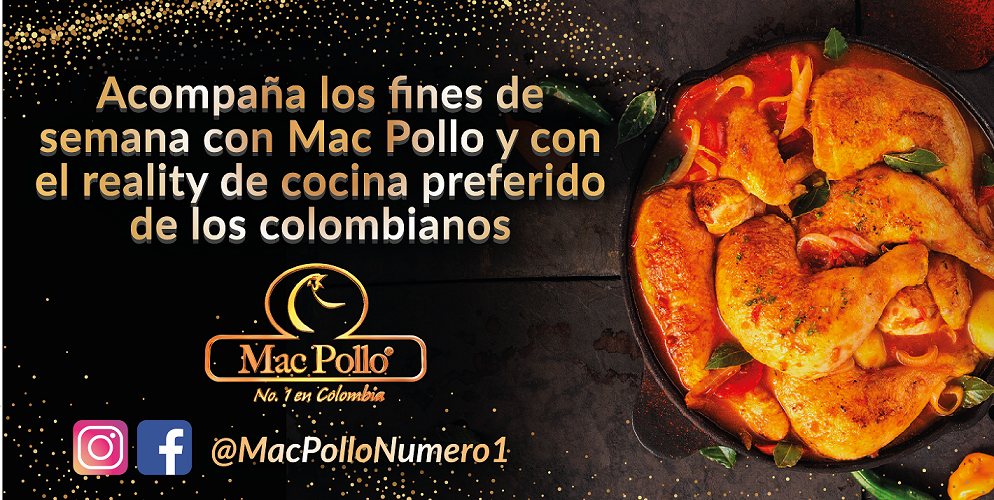 Acompaña los fines de
semana con Mac Pollo y con
el reality de cocina preferido
de los colombianos
Mac Pollo®
No. 1 en Colombia
@MacPolloNumero1